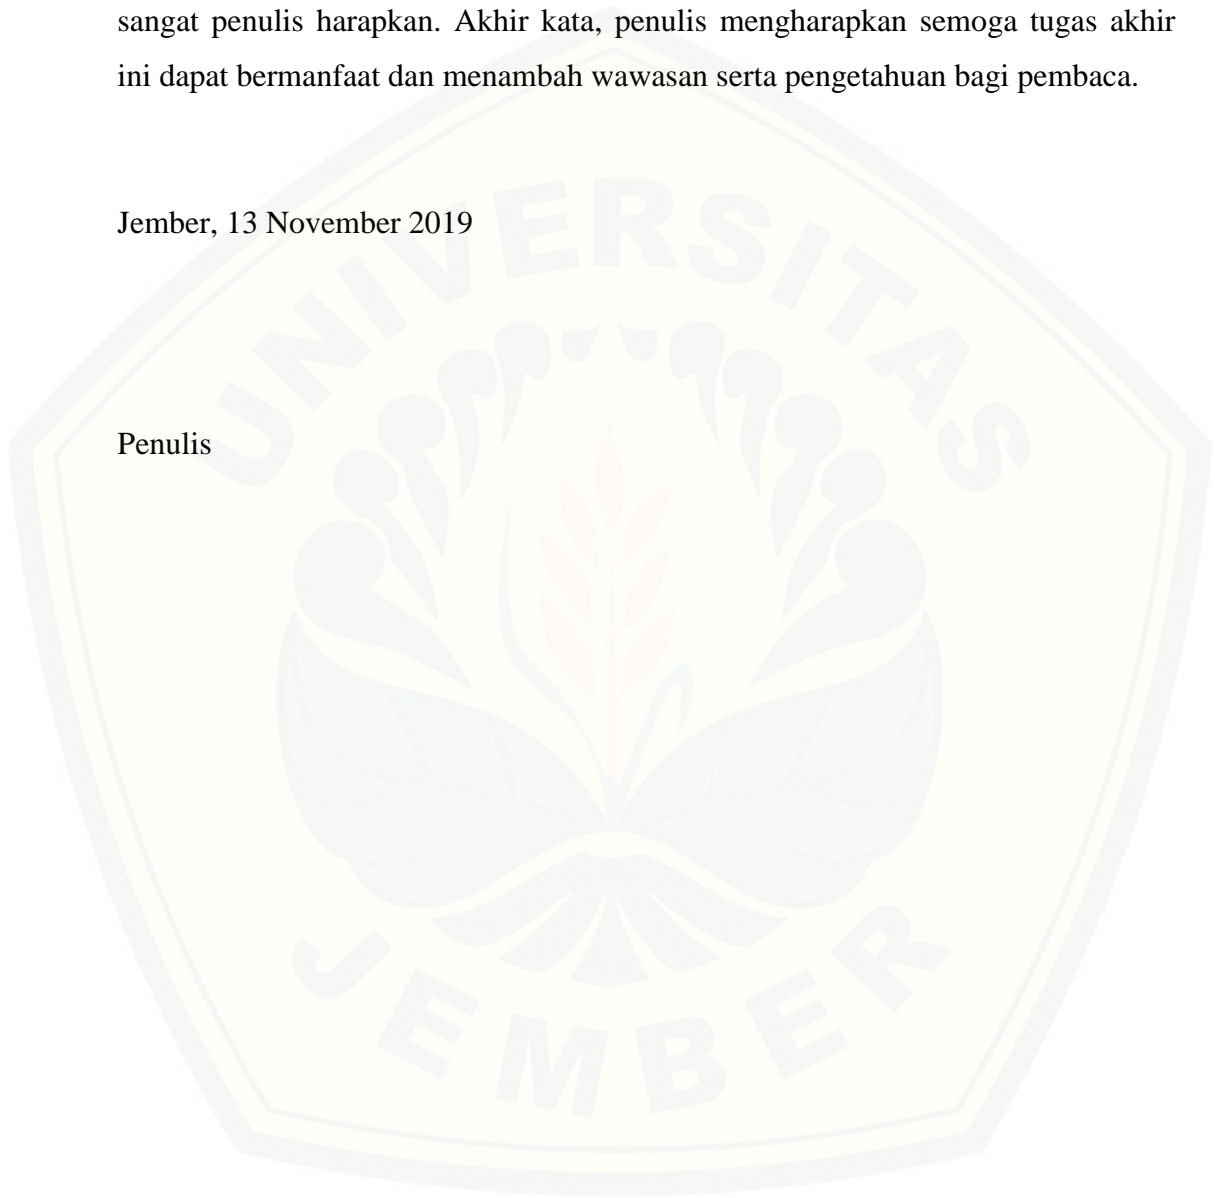 sangat penulis harapkan. Akhir kata, penulis mengharapkan semoga tugas akhir
ini dapat bermanfaat dan menambah wawasan serta pengetahuan bagi pembaca.
Jember, 13 November 2019
Penulis
UNIVERSITAS
JEMBER